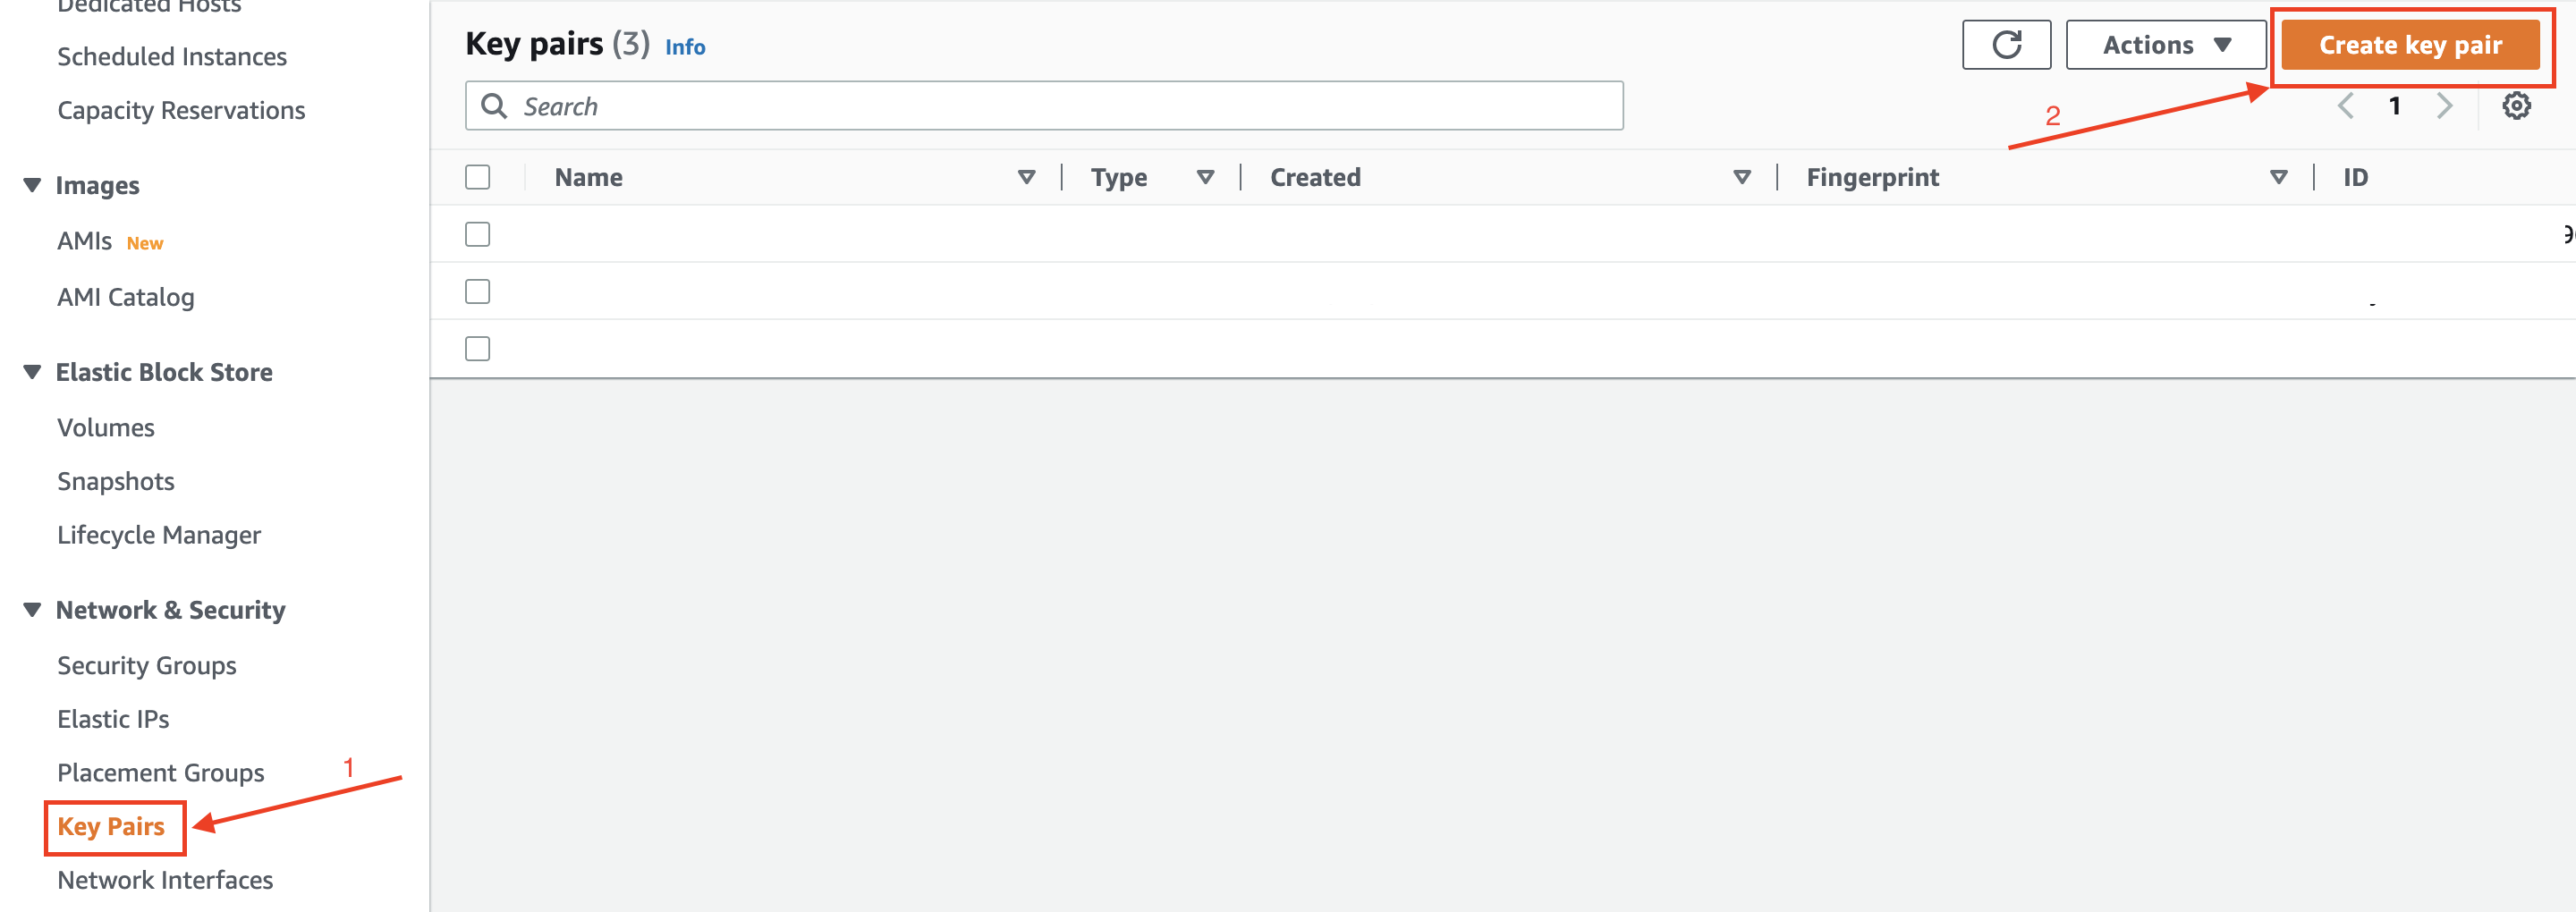 Dedicated Hosts
Scheduled Instances
Capacity Reservations
Images
AMIs New
AMI Catalog
Elastic Block Store
Volumes
Snapshots
Lifecycle Manager
Network & Security
Security Groups
Elastic IPs
Placement Groups
1
Key Pairs
Network Interfaces
Key pairs (3) Info
Actions
Create key pair
Search
2
1
Name Type Created Fingerprint ID